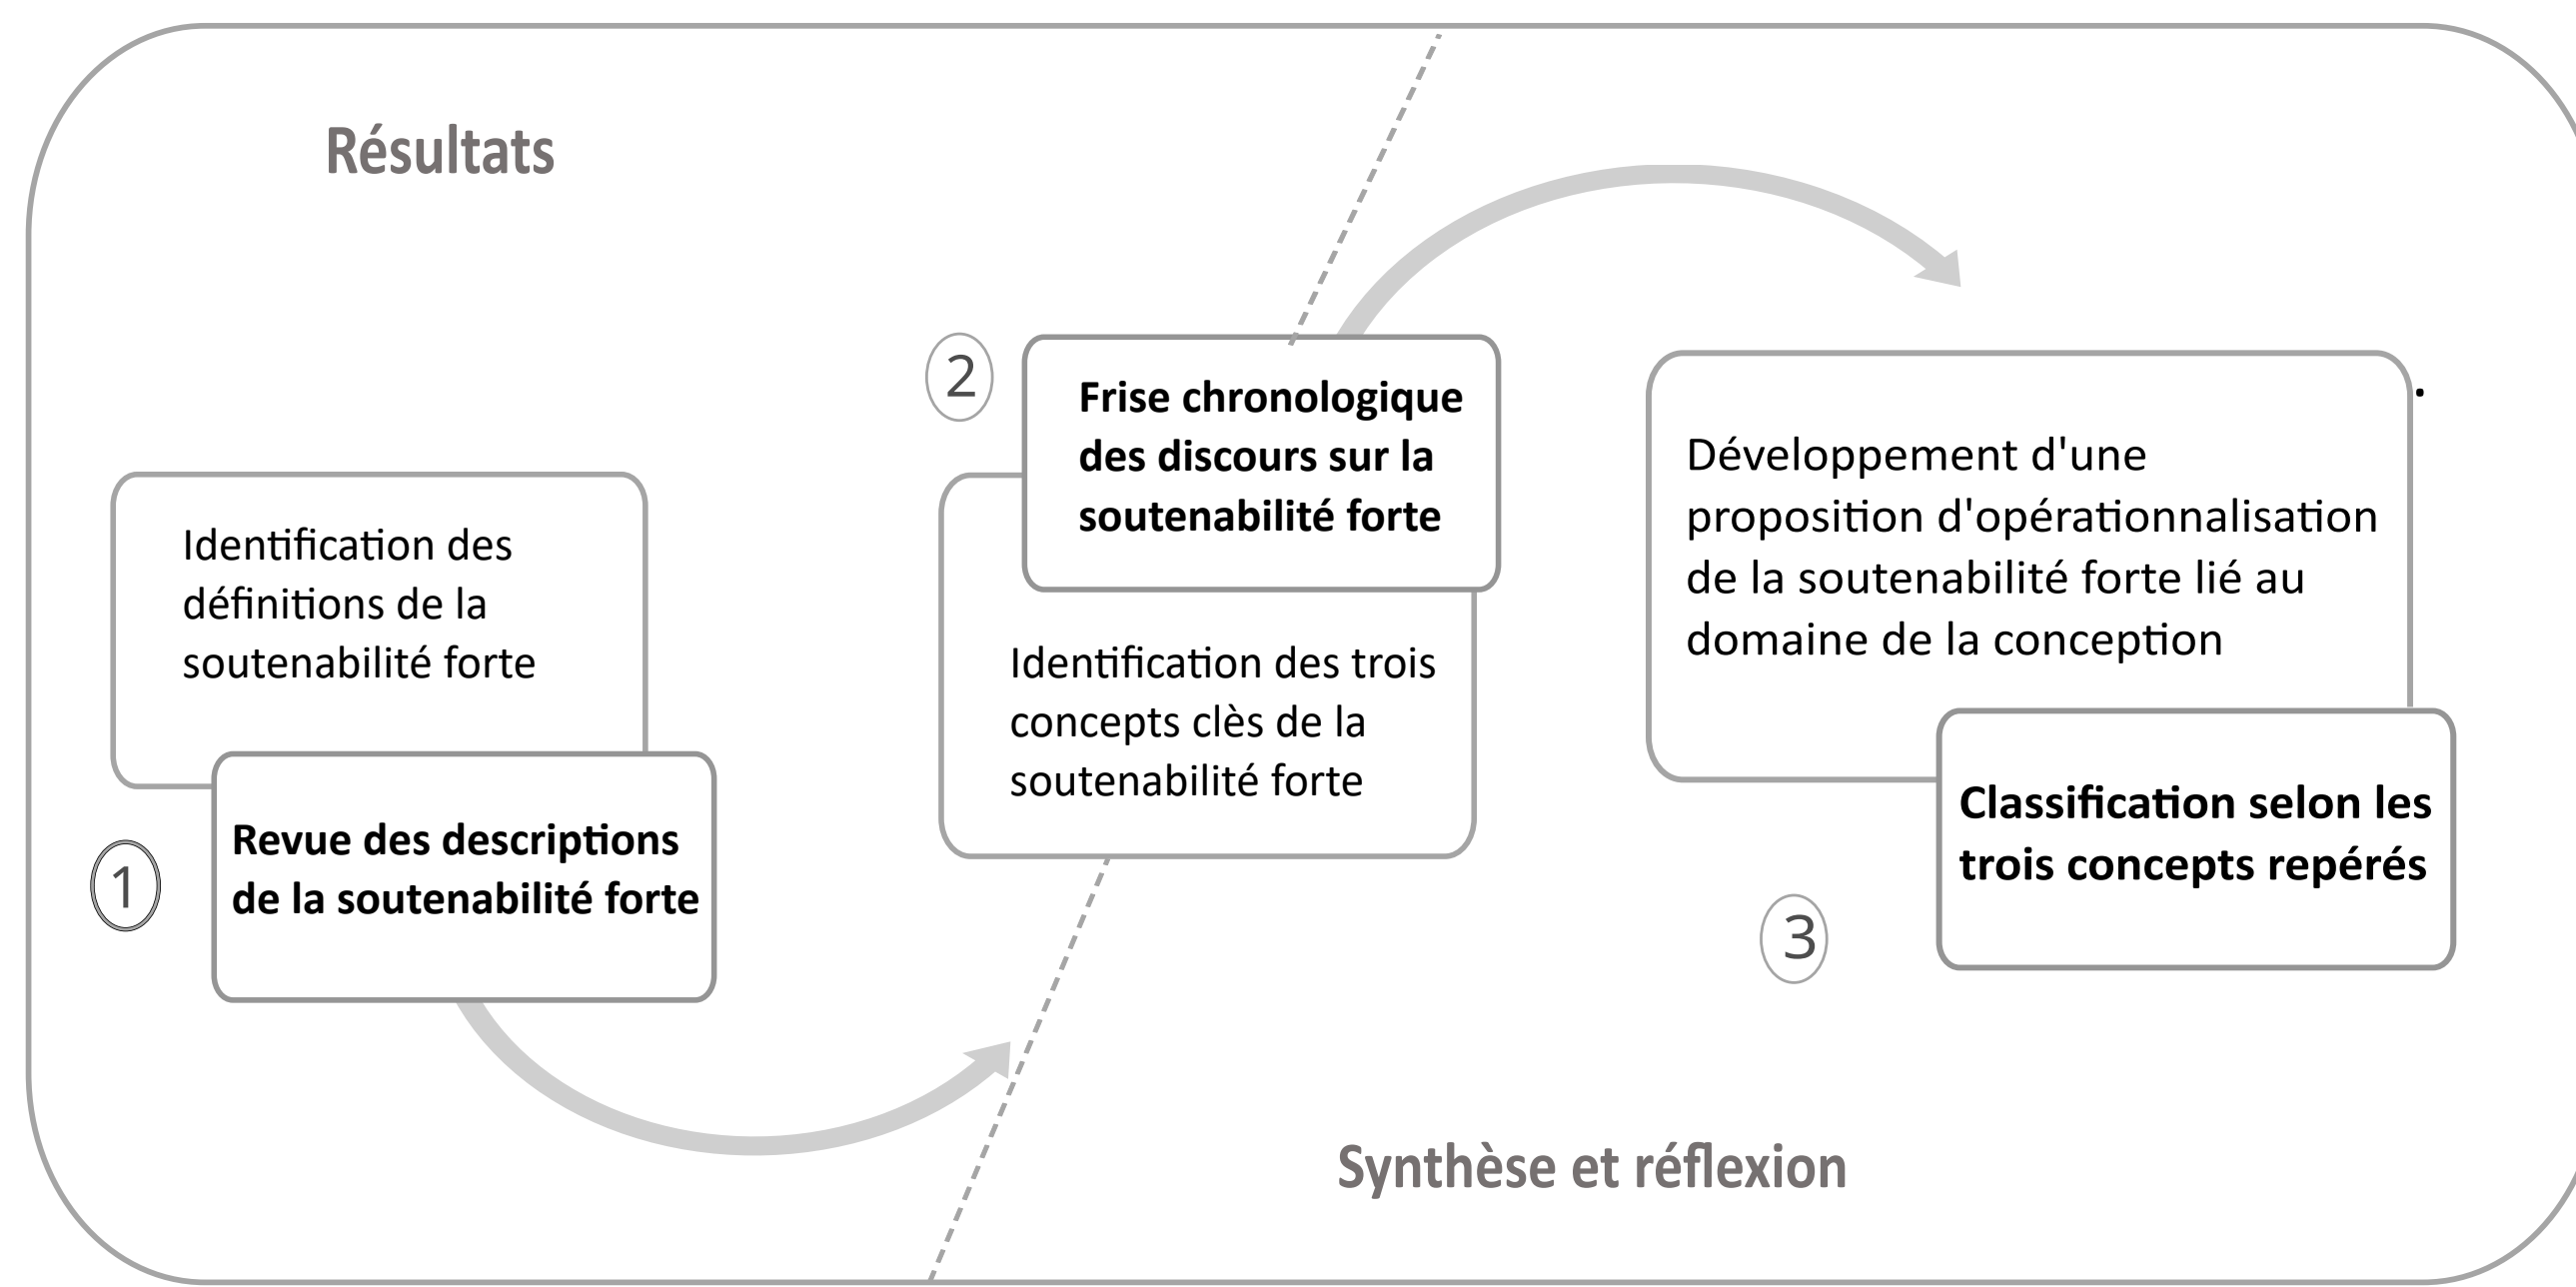 Résultats
Identification des
définitions de la
soutenabilité forte
Revue des descriptions
de la soutenabilité forte
1
2
Frise chronologique
des discours sur la
soutenabilité forte
Identification des trois
concepts clès de la
soutenabilité forte
.
Développement d'une
proposition d'opérationnalisation
de la soutenabilité forte lié au
domaine de la conception
Classification selon les
trois concepts repérés
3
Synthèse et réflexion